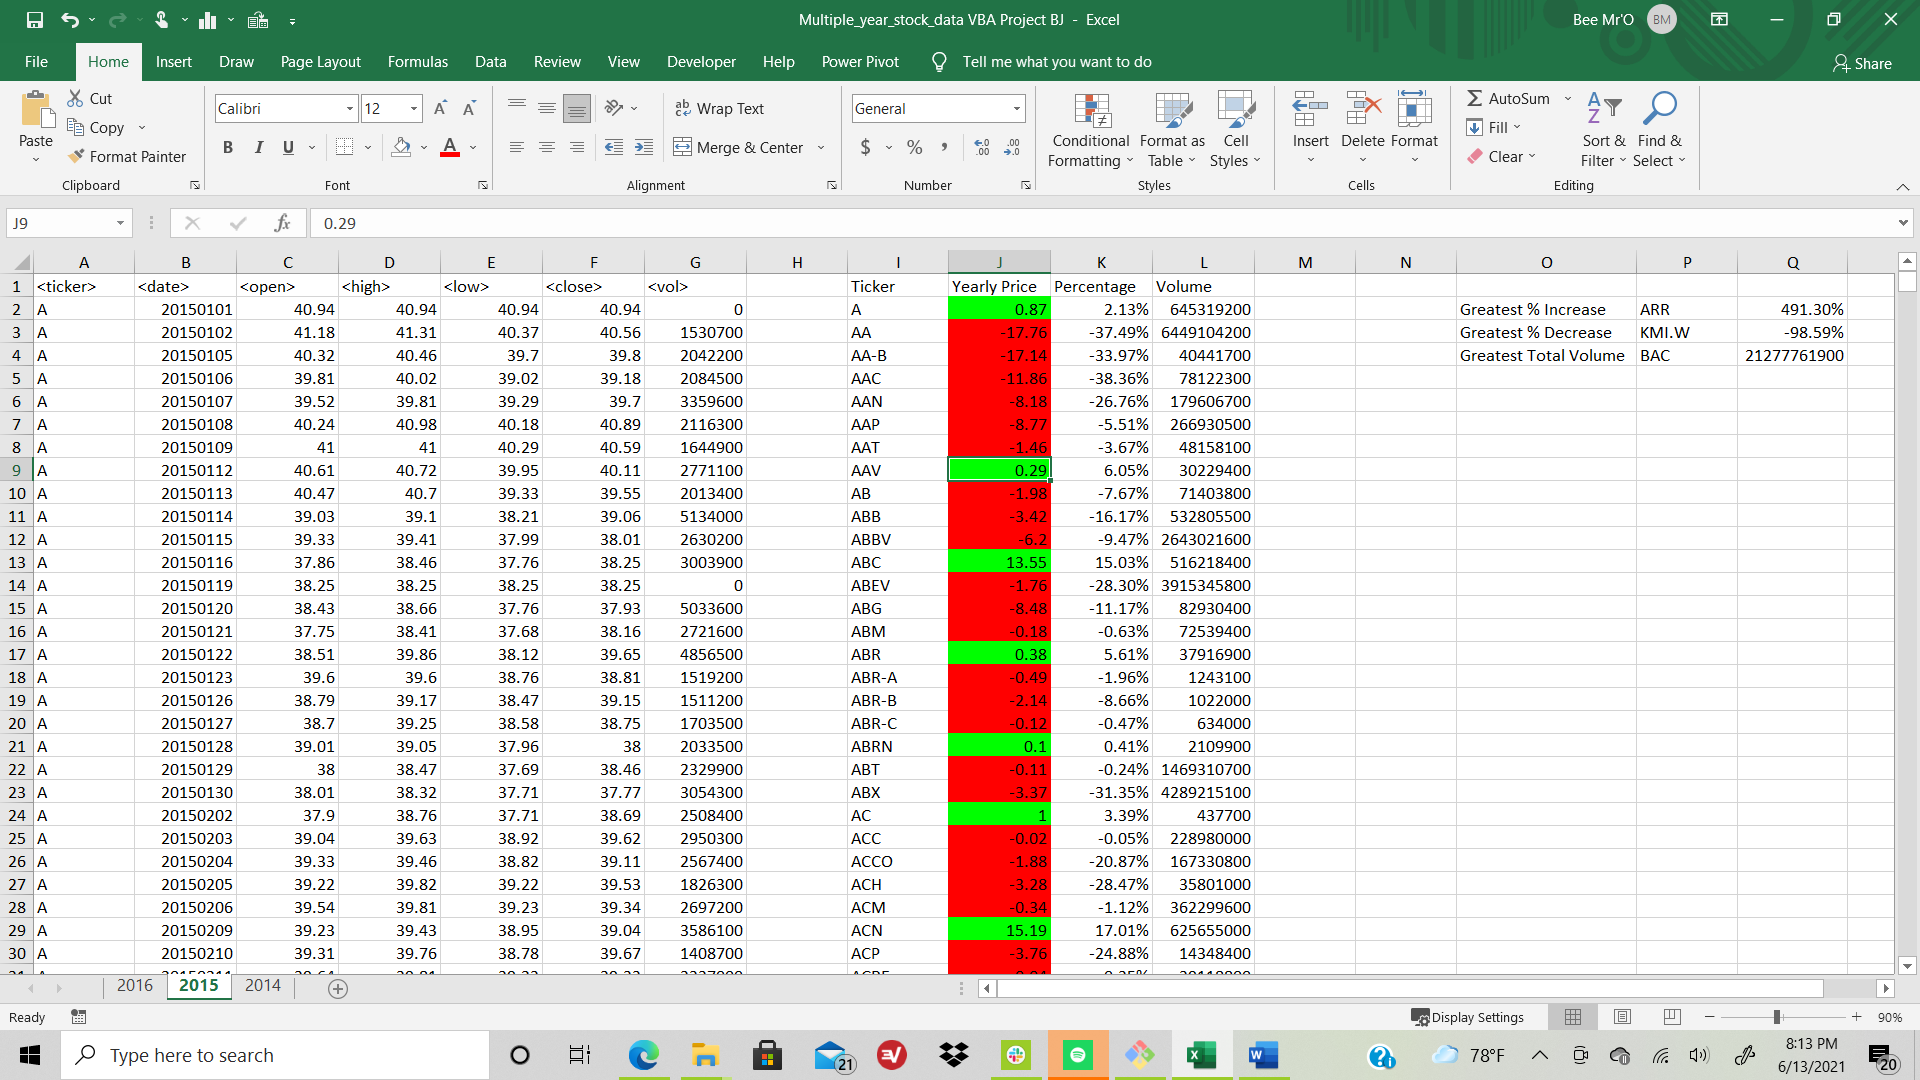 Multiple_year_stock_data VBA Project BJ - Excel
Bee Mr'O BM
File Home Insert Draw Page Layout Formulas Data Review View Developer Help Power Pivot Tell me what you want to do Share
Paste Cut Copy Format Painter Clipboard
Calibri 12 A A B I U A Font
Wrap Text Merge & Center Alignment
General $ % , Number
Conditional Formatting Format as Table Cell Styles Styles
Insert Delete Format Cells
AutoSum Fill Clear Sort & Filter Find & Select Editing
J9 fx 0.29
A B C D E F G H I J K L M N O P Q
1 <ticker> <date> <open> <high> <low> <close> <vol> Ticker Yearly Price Percentage Volume
2 A 20150101 40.94 40.94 40.94 40.94 0 A 0.87 2.13% 645319200 Greatest % Increase ARR 491.30%
3 A 20150102 41.18 41.31 40.37 40.56 1530700 AA -17.76 -37.49% 6449104200 Greatest % Decrease KMI.W -98.59%
4 A 20150105 40.32 40.46 39.7 39.8 2042200 AA-B -17.14 -33.97% 40441700 Greatest Total Volume BAC 21277761900
5 A 20150106 39.81 40.02 39.02 39.18 2084500 AAC -11.86 -38.36% 78122300
6 A 20150107 39.52 39.81 39.29 39.7 3359600 AAN -8.18 -26.76% 179606700
7 A 20150108 40.24 40.98 40.18 40.89 2116300 AAP -8.77 -5.51% 266930500
8 A 20150109 41 41 40.29 40.59 1644900 AAT -1.46 -3.67% 48158100
9 A 20150112 40.61 40.72 39.95 40.11 2771100 AAV 0.29 6.05% 30229400
10 A 20150113 40.47 40.7 39.33 39.55 2013400 AB -1.98 -7.67% 71403800
11 A 20150114 39.03 39.1 38.21 39.06 5134000 ABB -3.42 -16.17% 532805500
12 A 20150115 39.33 39.41 37.99 38.01 2630200 ABBV -6.2 -9.47% 2643021600
13 A 20150116 37.86 38.46 37.76 38.25 3003900 ABC 13.55 15.03% 516218400
14 A 20150119 38.25 38.25 38.25 38.25 0 ABEV -1.76 -28.30% 3915345800
15 A 20150120 38.43 38.66 37.76 37.93 5033600 ABG -8.48 -11.17% 82930400
16 A 20150121 37.75 38.41 37.68 38.16 2721600 ABM -0.18 -0.63% 72539400
17 A 20150122 38.51 39.86 38.12 39.65 4856500 ABR 0.38 5.61% 37916900
18 A 20150123 39.6 39.6 38.76 38.81 1519200 ABR-A -0.49 -1.96% 1243100
19 A 20150126 38.79 39.17 38.47 39.15 1511200 ABR-B -2.14 -8.66% 1022000
20 A 20150127 38.7 39.25 38.58 38.75 1703500 ABR-C -0.12 -0.47% 634000
21 A 20150128 39.01 39.05 37.96 38 2033500 ABRN 0.1 0.41% 2109900
22 A 20150129 38 38.47 37.69 38.46 2329900 ABT -0.11 -0.24% 1469310700
23 A 20150130 38.01 38.32 37.71 37.77 3054300 ABX -3.37 -31.35% 4289215100
24 A 20150202 37.9 38.76 37.71 38.69 2508400 AC 1 3.39% 437700
25 A 20150203 39.04 39.63 38.92 39.62 2950300 ACC -0.02 -0.05% 228980000
26 A 20150204 39.33 39.46 38.82 39.11 2567400 ACCO -1.88 -20.87% 167330800
27 A 20150205 39.22 39.82 39.22 39.53 1826300 ACH -3.28 -28.47% 35801000
28 A 20150206 39.54 39.81 39.23 39.34 2697200 ACM -0.34 -1.12% 362299600
29 A 20150209 39.23 39.43 38.95 39.04 3586100 ACN 15.19 17.01% 625655000
30 A 20150210 39.31 39.76 38.78 39.67 1408700 ACP -3.76 -24.88% 14348400
2016 2015 2014
Ready Display Settings 90%
Type here to search 21 78°F 8:13 PM
6/13/2021 20